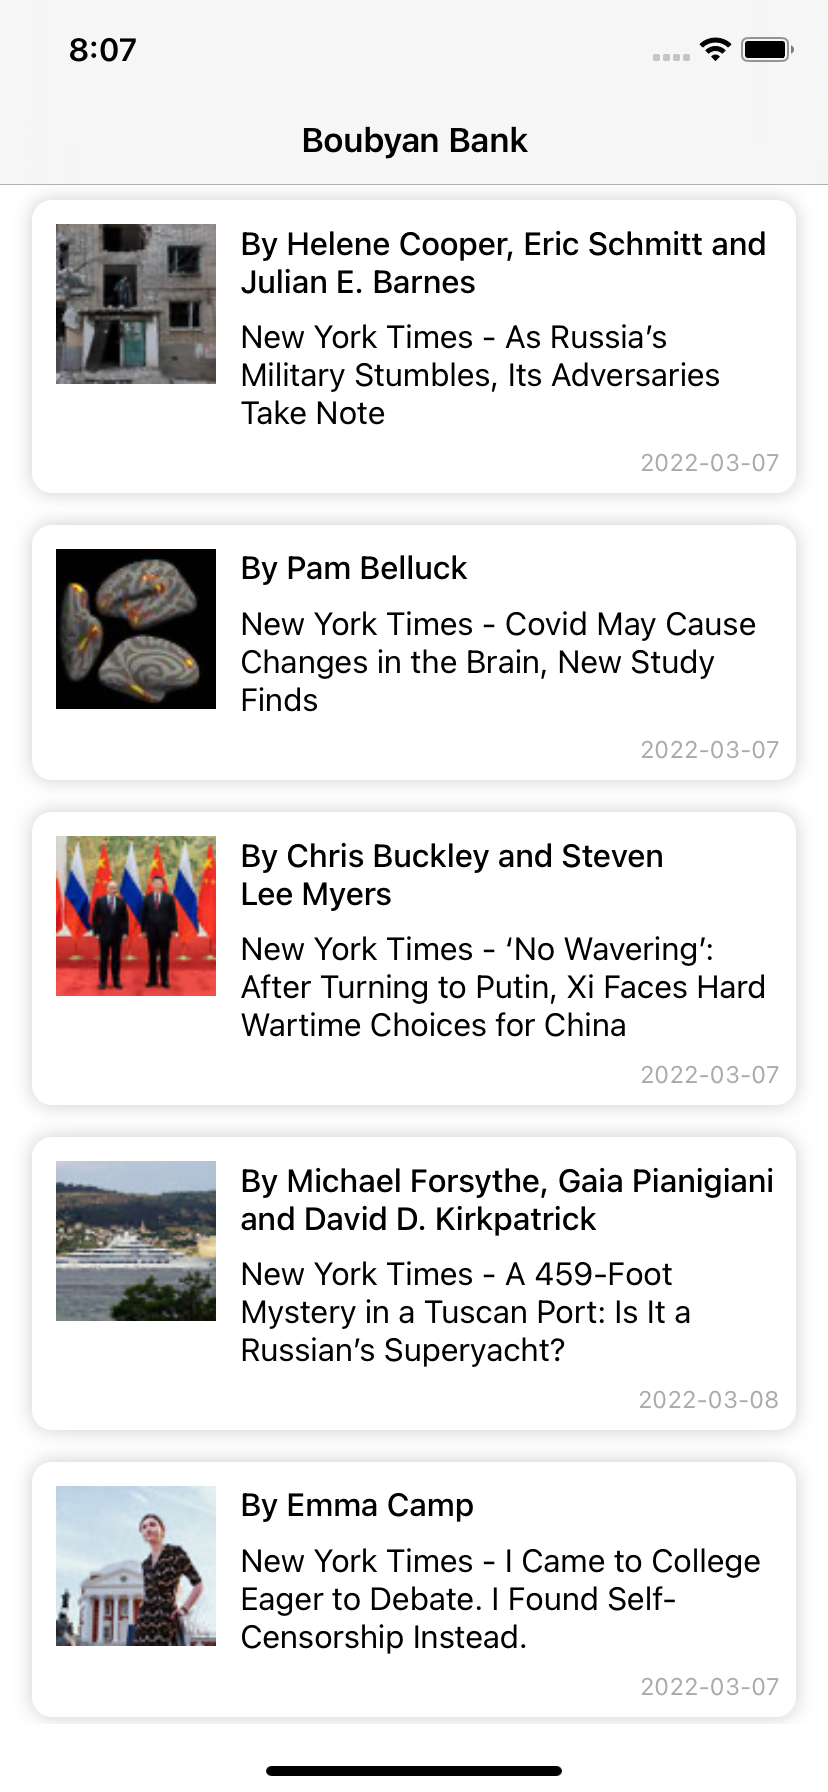 8:07
Boubyan Bank
By Helene Cooper, Eric Schmitt and
Julian E. Barnes
New York Times - As Russia’s
Military Stumbles, Its Adversaries
Take Note
2022-03-07
By Pam Belluck
New York Times - Covid May Cause
Changes in the Brain, New Study
Finds
2022-03-07
By Chris Buckley and Steven
Lee Myers
New York Times - ‘No Wavering’:
After Turning to Putin, Xi Faces Hard
Wartime Choices for China
2022-03-07
By Michael Forsythe, Gaia Pianigiani
and David D. Kirkpatrick
New York Times - A 459-Foot
Mystery in a Tuscan Port: Is It a
Russian’s Superyacht?
2022-03-08
By Emma Camp
New York Times - I Came to College
Eager to Debate. I Found Self-
Censorship Instead.
2022-03-07